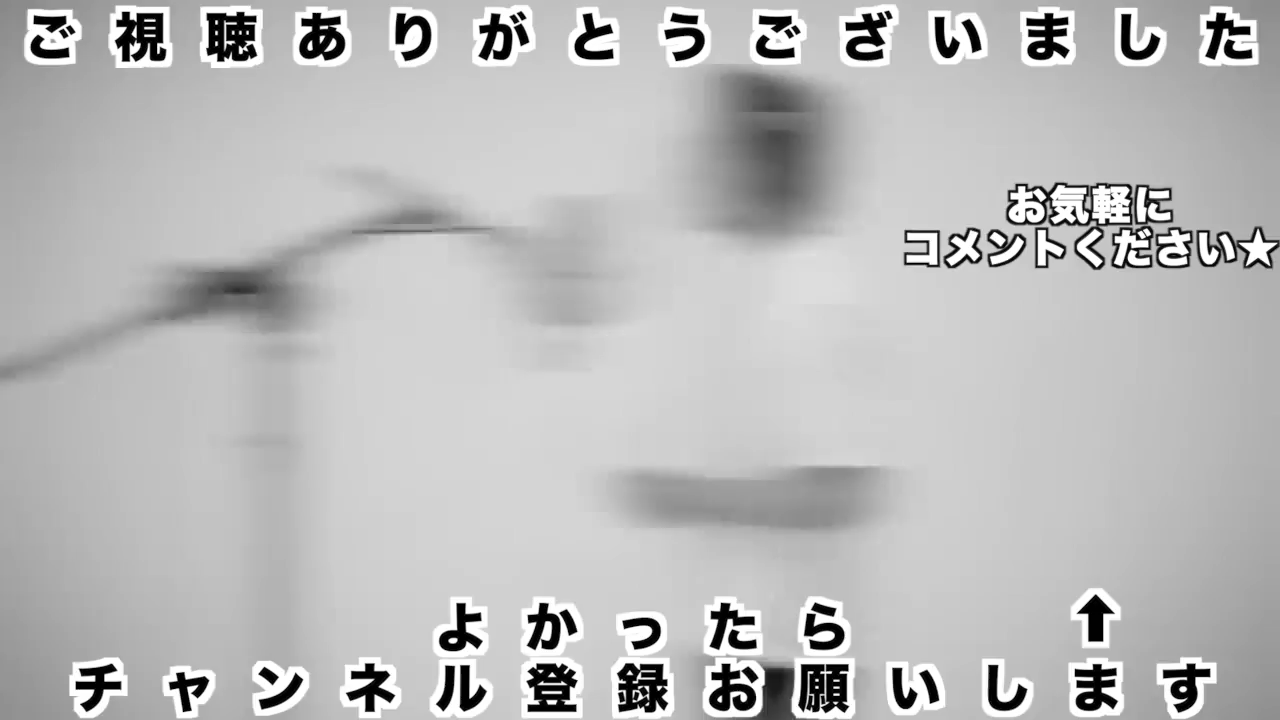 ご視聴ありがとうございました
お気軽に
コメントください★
よかったら
⬆
チャンネル登録お願いします